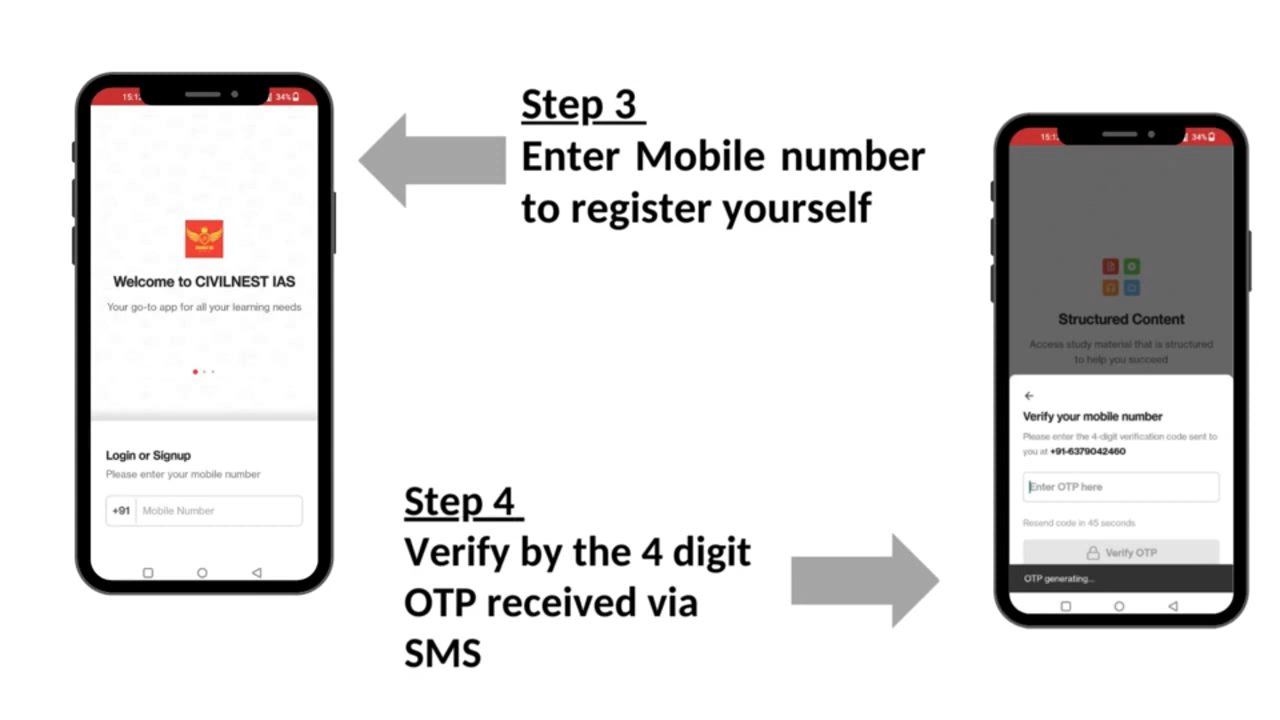 15:12
34%
Welcome to CIVILNEST IAS
Your go-to app for all your learning needs
Login or Signup
Please enter your mobile number
+91 Mobile Number
Step 3
Enter Mobile number
to register yourself
Step 4
Verify by the 4 digit
OTP received via
SMS
34%
Structured Content
Access study material that is structured
to help you succeed
Verify your mobile number
Please enter the 4-digit verification code sent to
you at +91-6379042460
Enter OTP here
Resend code in 45 seconds
Verify OTP
OTP generating...